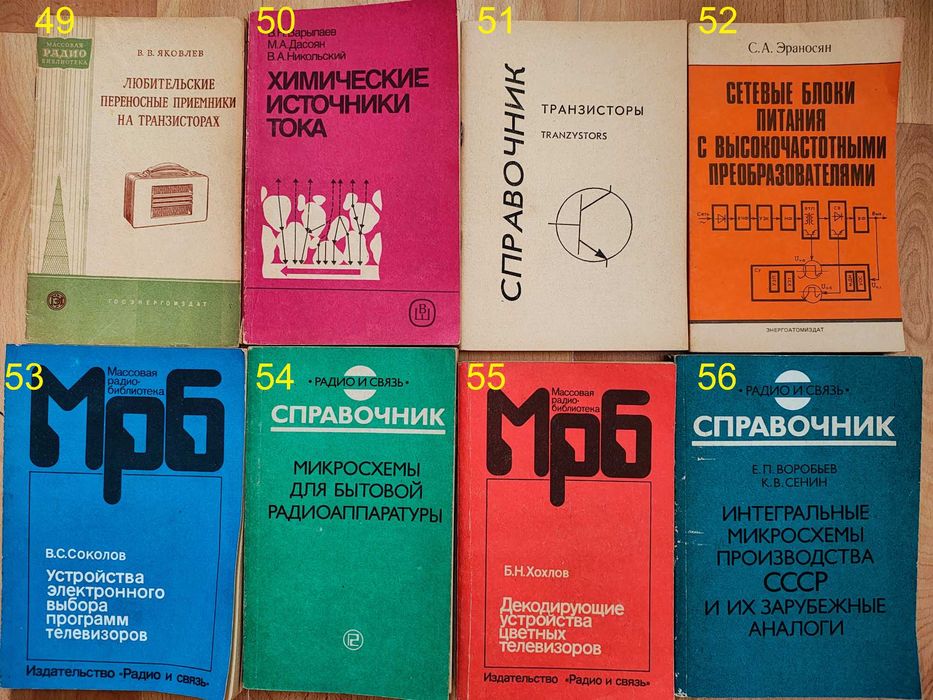 49
МАССОВАЯ
РАДИО
БИБЛИОТЕКА
В. В. ЯКОВЛЕВ
ЛЮБИТЕЛЬСКИЕ
ПЕРЕНОСНЫЕ ПРИЕМНИКИ
НА ТРАНЗИСТОРАХ
ГОСЭНЕРГОИЗДАТ
50
В.Н.Варыпаев
М.А.Дасоян
В.А.Никольский
ХИМИЧЕСКИЕ
ИСТОЧНИКИ
ТОКА
51
СПРАВОЧНИК
ТРАНЗИСТОРЫ
TRANZYSTORS
52
С. А. Эраносян
СЕТЕВЫЕ БЛОКИ
ПИТАНИЯ
С ВЫСОКОЧАСТОТНЫМИ
ПРЕОБРАЗОВАТЕЛЯМИ
Сеть
ЭНЕРГОАТОМИЗДАТ
53
Мрб
Массовая
радио-
библиотека
В.С.Соколов
Устройства
электронного
выбора
программ
телевизоров
Издательство «Радио и связь»
54
·РАДИО И СВЯЗЬ·
СПРАВОЧНИК
МИКРОСХЕМЫ
ДЛЯ БЫТОВОЙ
РАДИОАППАРАТУРЫ
55
Мрб
Массовая
радио-
библиотека
Б.Н.Хохлов
Декодирующие
устройства
цветных
телевизоров
Издательство «Радио и связь»
56
·РАДИО И СВЯЗЬ·
СПРАВОЧНИК
Е.П.ВОРОБЬЕВ
К.В.СЕНИН
ИНТЕГРАЛЬНЫЕ
МИКРОСХЕМЫ
ПРОИЗВОДСТВА
СССР
И ИХ ЗАРУБЕЖНЫЕ
АНАЛОГИ